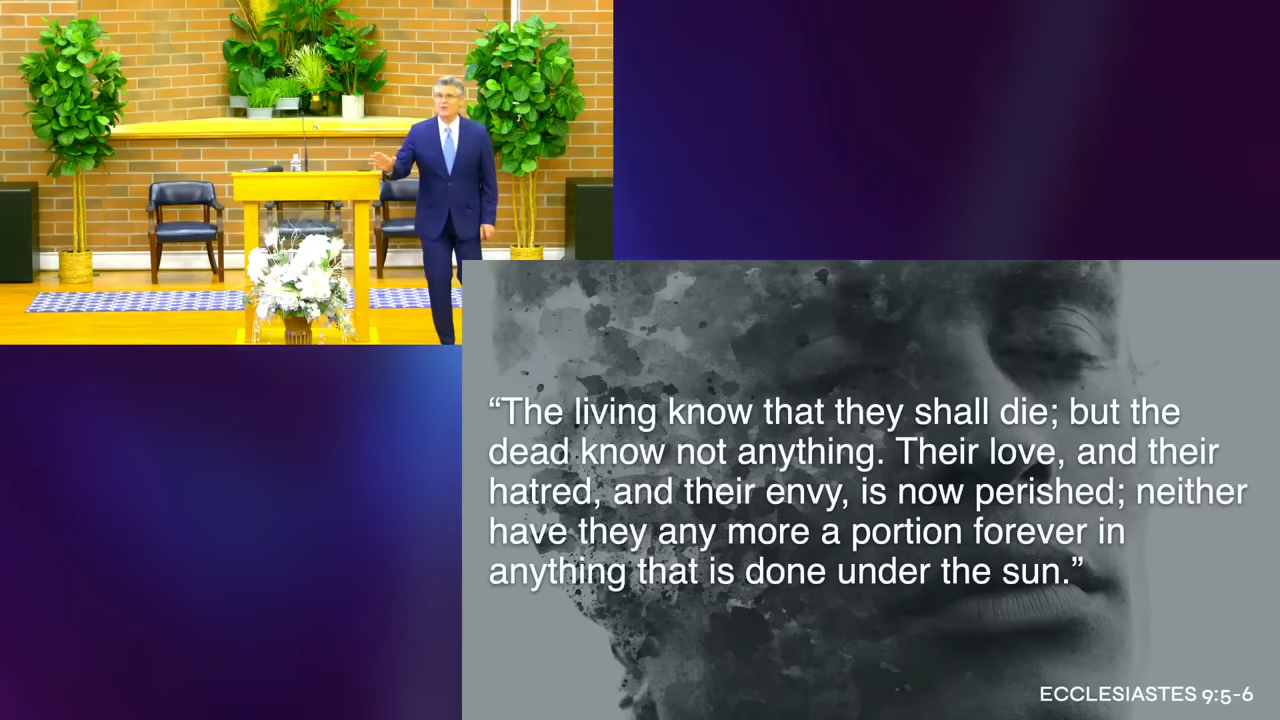 “The living know that they shall die; but the
dead know not anything. Their love, and their
hatred, and their envy, is now perished; neither
have they any more a portion forever in
anything that is done under the sun.”
ECCLESIASTES 9:5-6